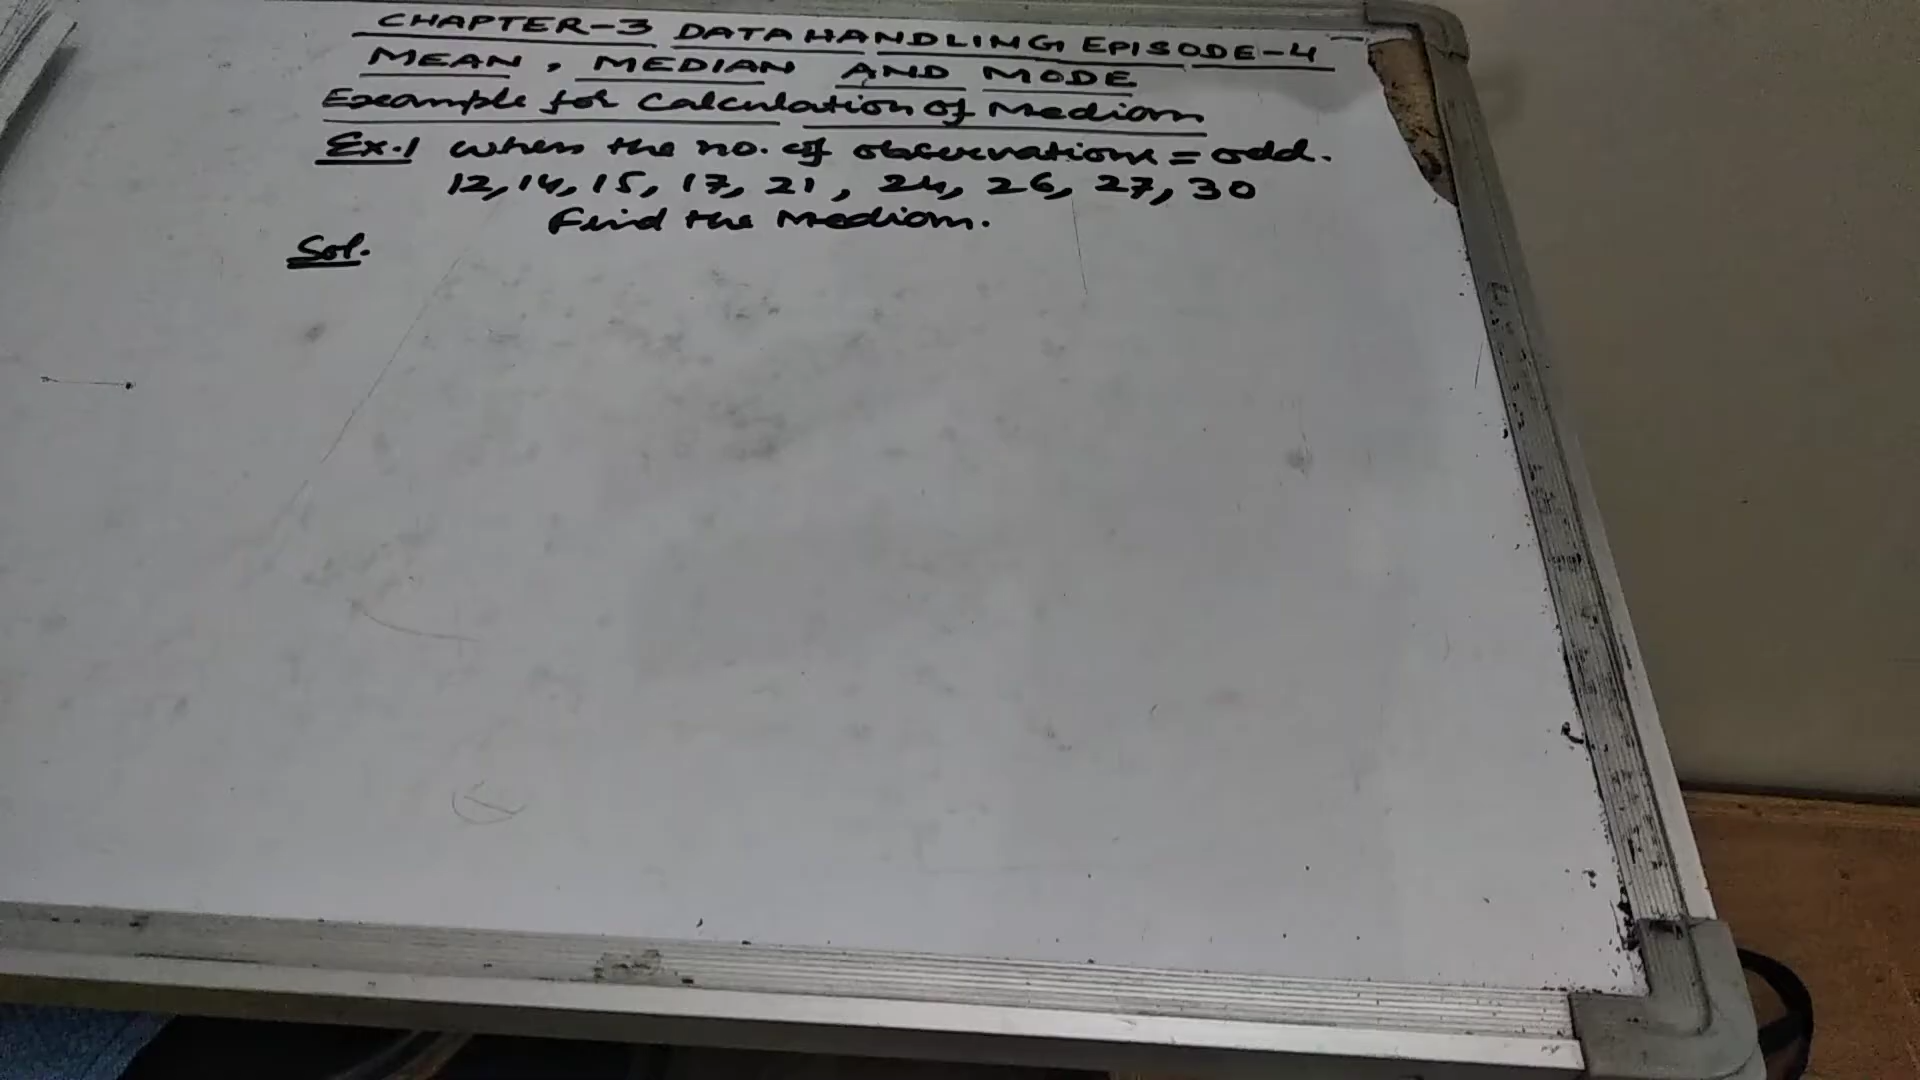 CHAPTER-3 DATA HANDLING EPISODE-4
MEAN, MEDIAN AND MODE
Example for Calculation of Median
Ex.1 when the no. of observations = odd.
12, 14, 15, 17, 21, 24, 26, 27, 30
Find the Median.
Sol.